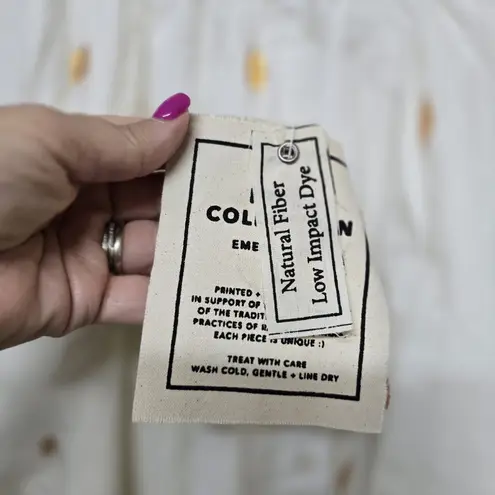 COLL N
EME
PRINTED +
IN SUPPORT OF
OF THE TRADIT
PRACTICES OF
EACH PIECE IS UNIQUE :)
TREAT WITH CARE
WASH COLD, GENTLE + LINE DRY
Natural Fiber
Low Impact Dye